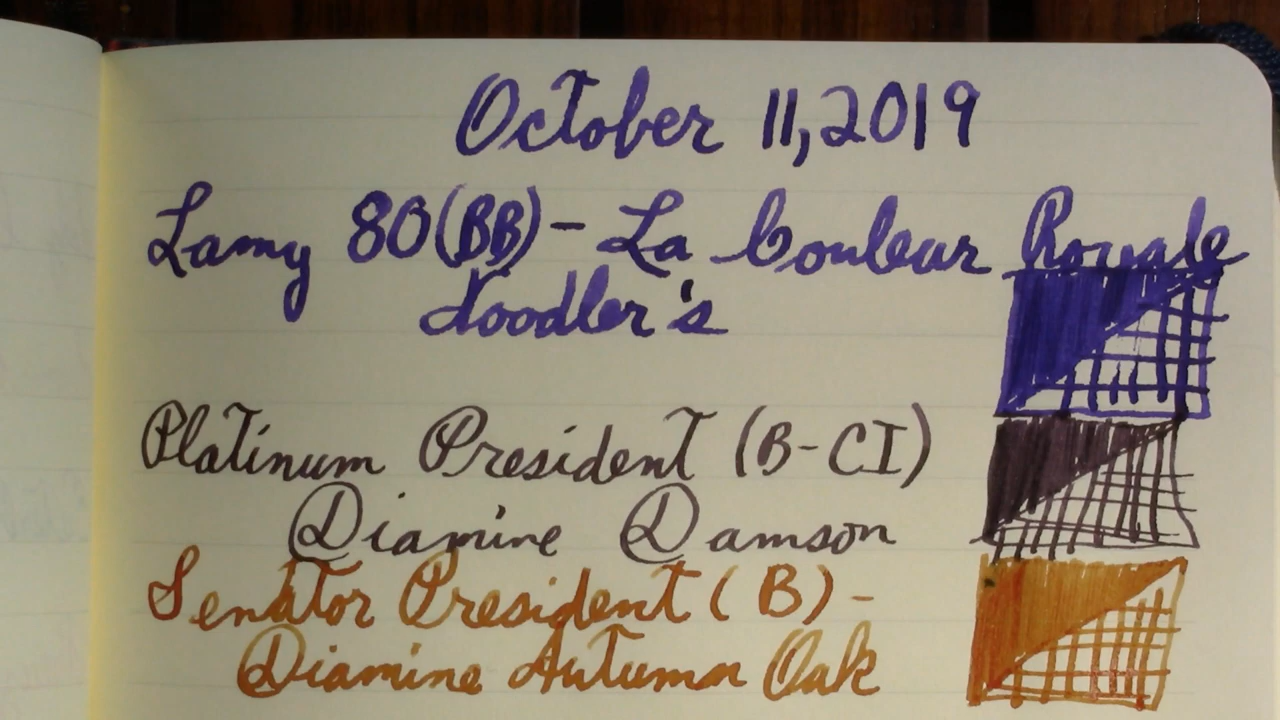 October 11, 2019
Lamy 80 (BB) - La Couleur Royale
Noodler's
Platinum President (B-CI)
Diamine Damson
Senator President (B) -
Diamine Autumn Oak